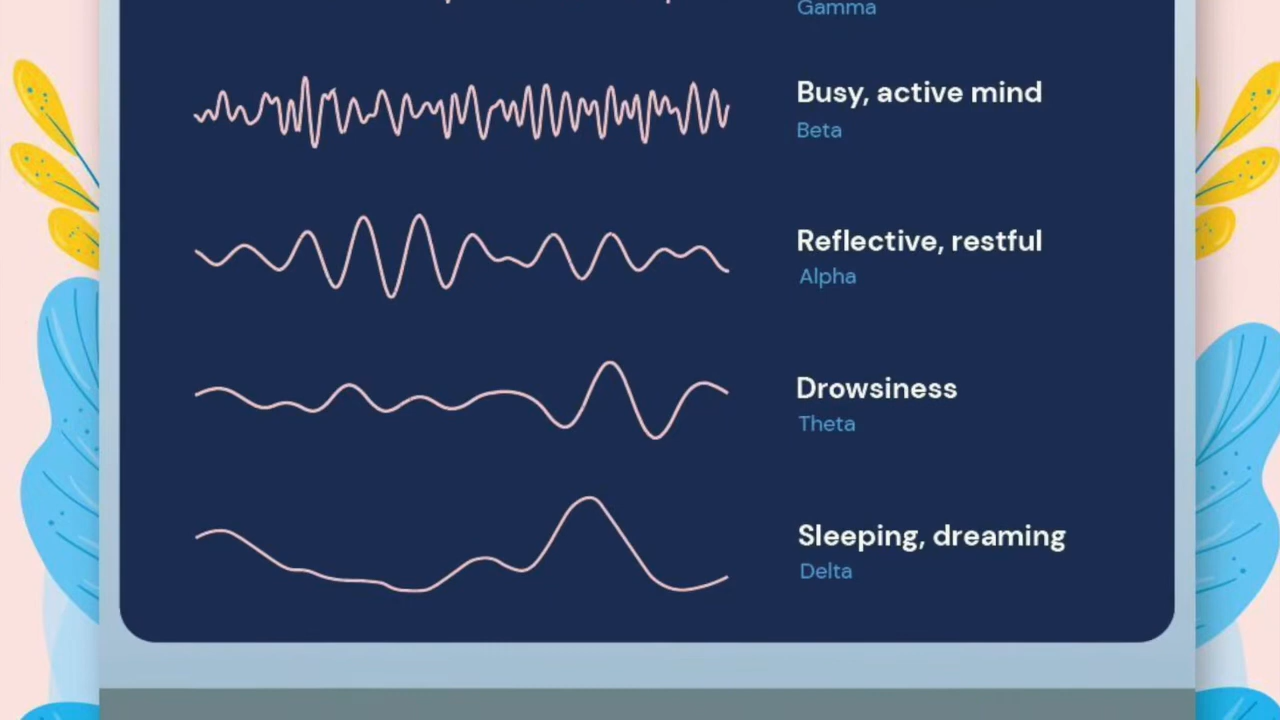 Gamma
Busy, active mind
Beta
Reflective, restful
Alpha
Drowsiness
Theta
Sleeping, dreaming
Delta